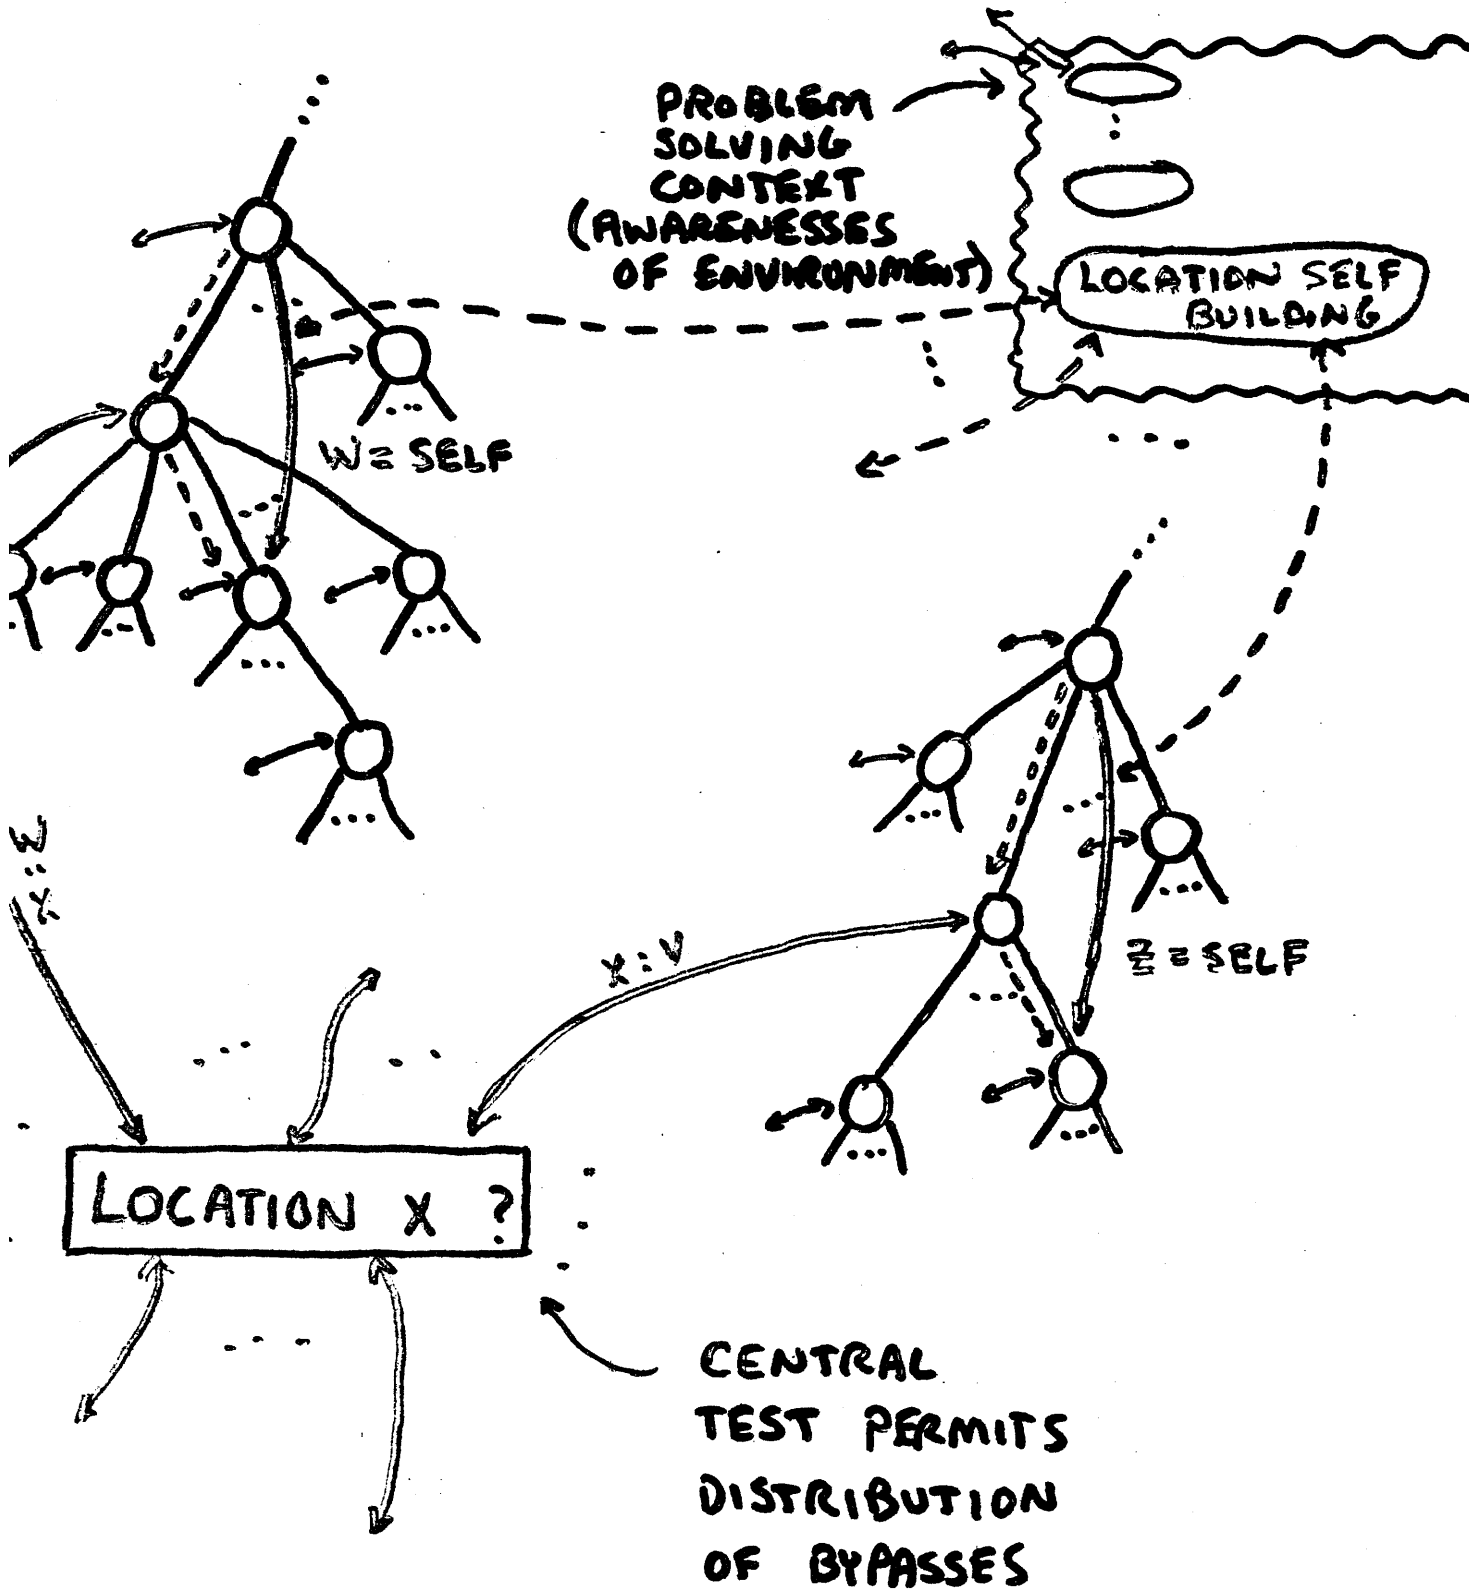 PROBLEM
SOLVING
CONTEXT
(AWARENESSES
OF ENVIRONMENT)
LOCATION SELF
BUILDING
W = SELF
X : W
X : V
Z = SELF
LOCATION X ?
CENTRAL
TEST PERMITS
DISTRIBUTION
OF BYPASSES